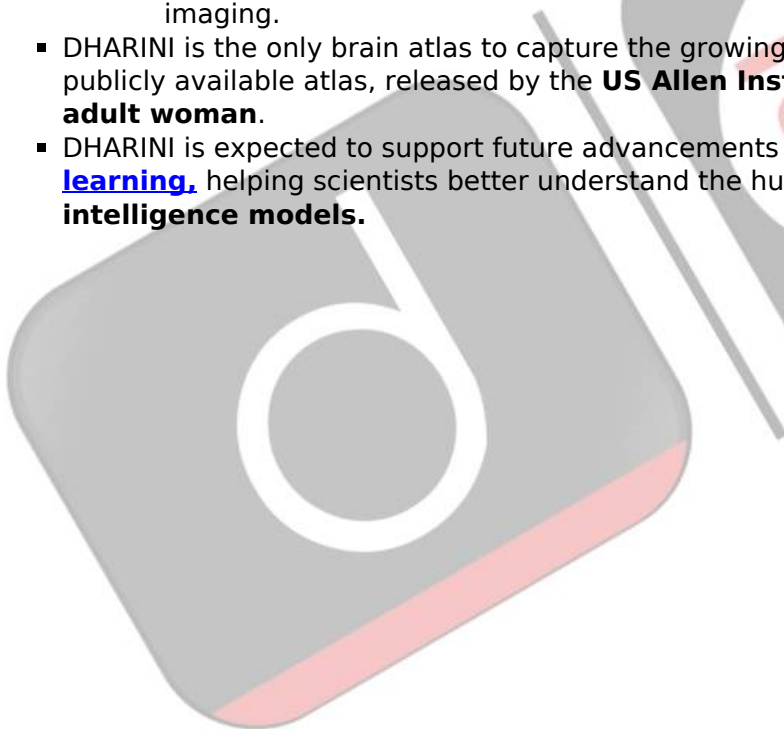 imaging.
▪ DHARINI is the only brain atlas to capture the growing
publicly available atlas, released by the US Allen Ins
adult woman.
▪ DHARINI is expected to support future advancements
learning, helping scientists better understand the hu
intelligence models.
d